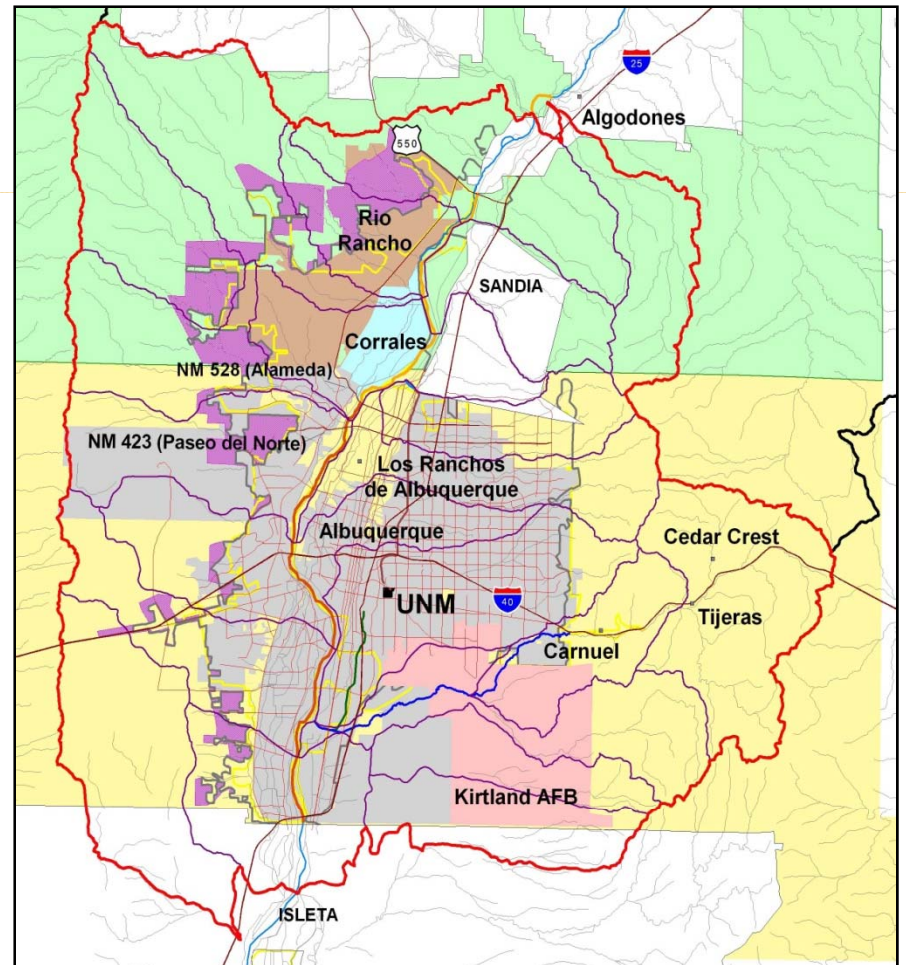 25
Algodones
550
Rio
Rancho
SANDIA
Corrales
NM 528 (Alameda)
NM 423 (Paseo del Norte)
Los Ranchos
de Albuquerque
Albuquerque
Cedar Crest
UNM
40
Tijeras
Carnuel
Kirtland AFB
ISLETA